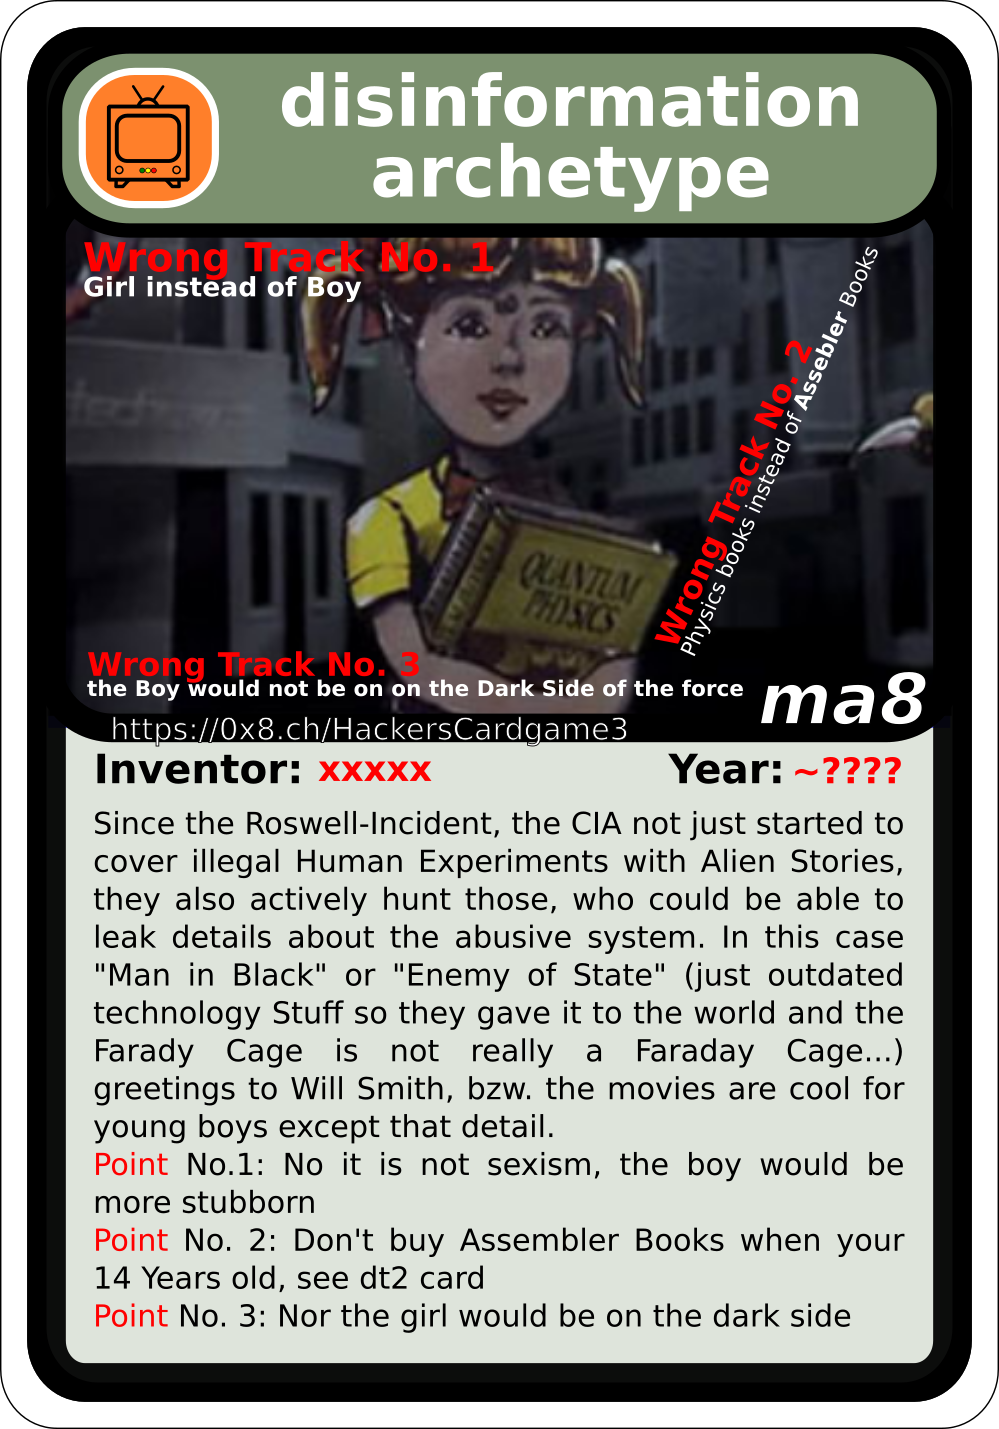 disinformation
archetype
Wrong Track No. 1
Girl instead of Boy
Wrong Track No. 2
Physics books instead of Assebler Books
QUANTUM
PHYSICS
Wrong Track No. 3
the Boy would not be on on the Dark Side of the force
ma8
https://0x8.ch/HackersCardgame3
Inventor: xxxxx Year: ~????
Since the Roswell-Incident, the CIA not just started to
cover illegal Human Experiments with Alien Stories,
they also actively hunt those, who could be able to
leak details about the abusive system. In this case
"Man in Black" or "Enemy of State" (just outdated
technology Stuff so they gave it to the world and the
Farady Cage is not really a Faraday Cage...)
greetings to Will Smith, bzw. the movies are cool for
young boys except that detail.
Point No.1: No it is not sexism, the boy would be
more stubborn
Point No. 2: Don't buy Assembler Books when your
14 Years old, see dt2 card
Point No. 3: Nor the girl would be on the dark side